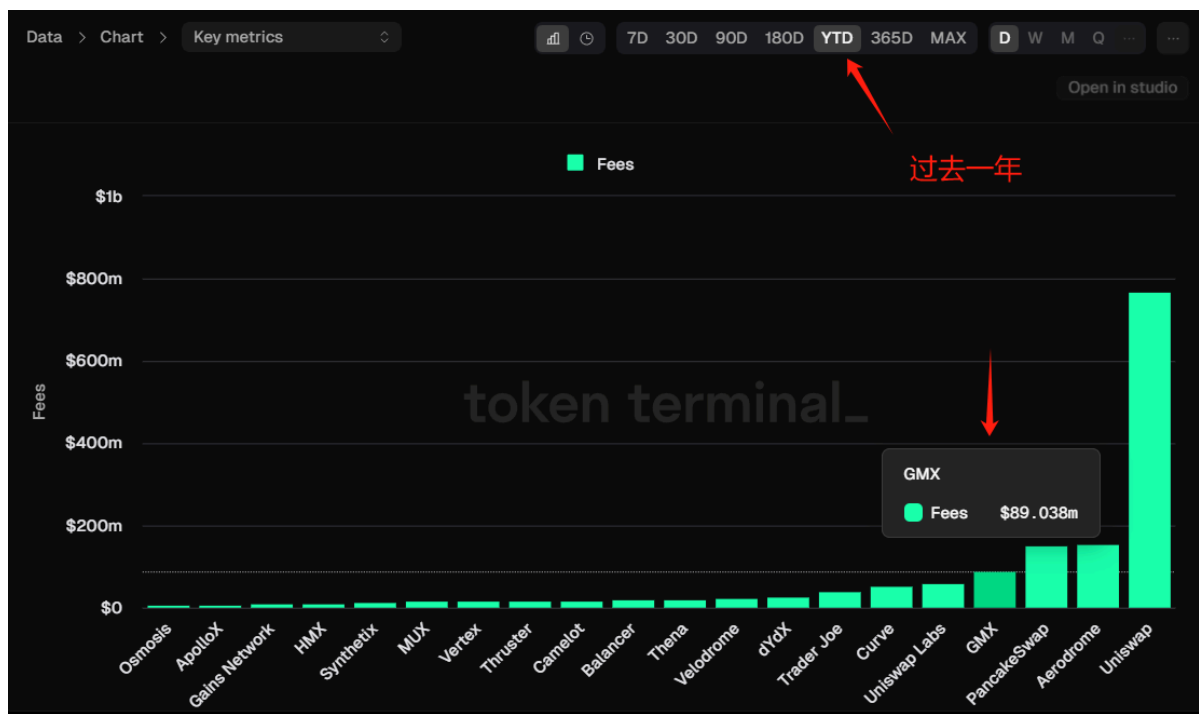 Data > Chart > Key metrics
7D 30D 90D 180D YTD 365D MAX D W M Q ... ...
Open in studio
Fees
过去一年
$1b
$800m
$600m
$400m
$200m
$0
Fees
token terminal_
GMX
Fees $89.038m
Osmosis
ApolloX
Gains Network
HMX
Synthetix
MUX
Vertex
Thruster
Camelot
Balancer
Thena
Velodrome
dYdX
Trader Joe
Curve
Uniswap Labs
GMX
PancakeSwap
Aerodrome
Uniswap